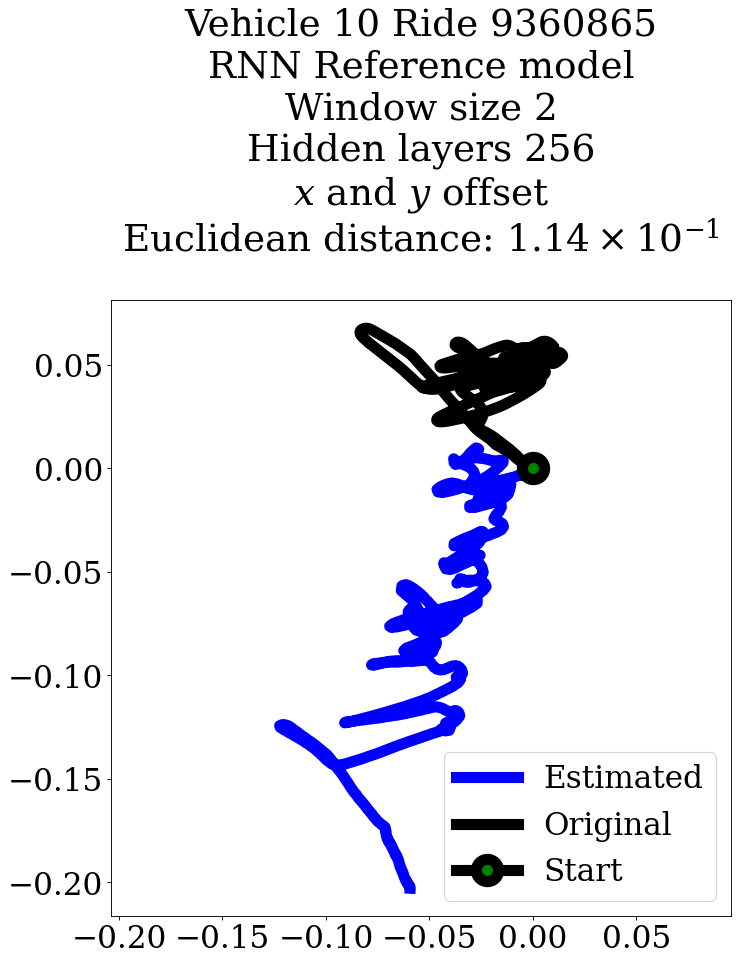 Vehicle 10 Ride 9360865
RNN Reference model
Window size 2
Hidden layers 256
x and y offset
Euclidean distance: 1.14 × 10⁻¹
0.05
0.00
−0.05
−0.10
−0.15
−0.20
Estimated
Original
Start
−0.20 −0.15 −0.10 −0.05 0.00 0.05